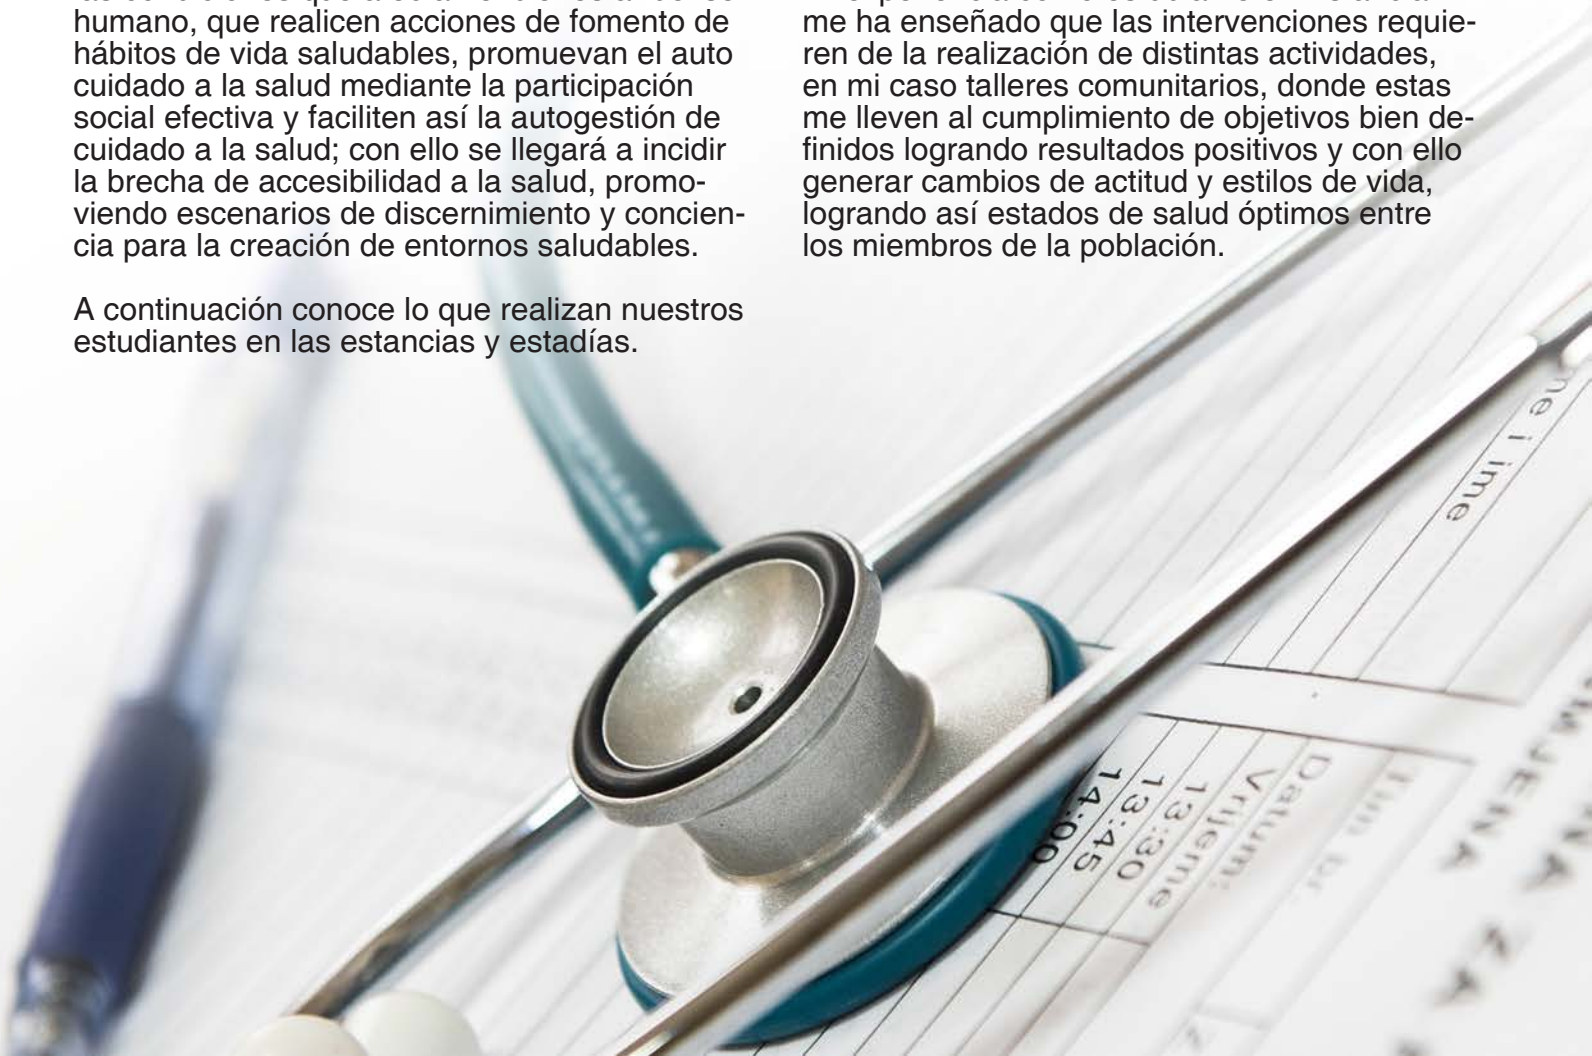 humano, que realicen acciones de fomento de
hábitos de vida saludables, promuevan el auto
cuidado a la salud mediante la participación
social efectiva y faciliten así la autogestión de
cuidado a la salud; con ello se llegará a incidir
la brecha de accesibilidad a la salud, promo-
viendo escenarios de discernimiento y concien-
cia para la creación de entornos saludables.
A continuación conoce lo que realizan nuestros
estudiantes en las estancias y estadías.
me ha enseñado que las intervenciones requie-
ren de la realización de distintas actividades,
en mi caso talleres comunitarios, donde estas
me lleven al cumplimiento de objetivos bien de-
finidos logrando resultados positivos y con ello
generar cambios de actitud y estilos de vida,
logrando así estados de salud óptimos entre
los miembros de la población.
ne i ime
Datum:
Vrijeme
13:30
13:45
14:00